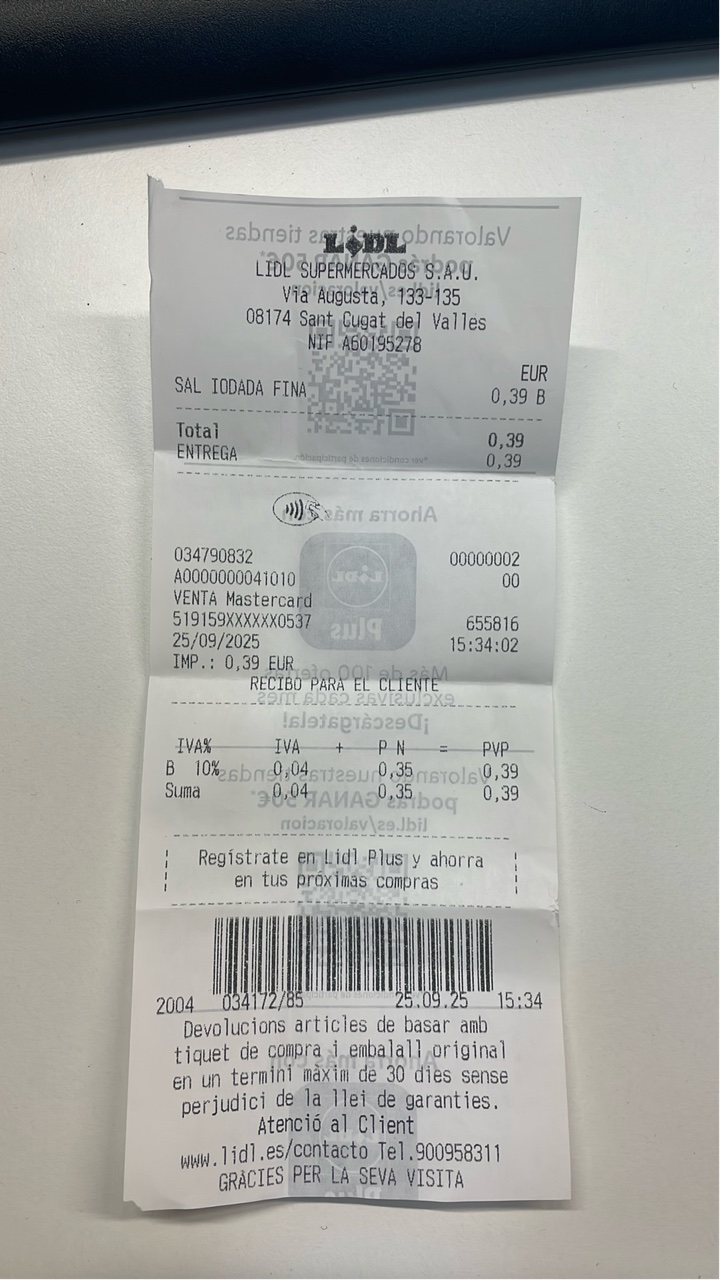 LIDL
LIDL SUPERMERCADOS S.A.U.
Vía Augusta, 133-135
08174 Sant Cugat del Valles
NIF A60195278
EUR
SAL IODADA FINA 0,39 B
Total 0,39
ENTREGA 0,39
034790832 00000002
A0000000041010 00
VENTA Mastercard
519159XXXXXX0537 655816
25/09/2025 15:34:02
IMP.: 0,39 EUR
RECIBO PARA EL CLIENTE
IVA% IVA + P N = PVP
B 10% 0,04 0,35 0,39
Suma 0,04 0,35 0,39
Regístrate en Lidl Plus y ahorra
en tus próximas compras
2004 034172/85 25.09.25 15:34
Devolucions articles de basar amb
tiquet de compra i embalall original
en un termini màxim de 30 dies sense
perjudici de la llei de garanties.
Atenció al Client
www.lidl.es/contacto Tel.900958311
GRÀCIES PER LA SEVA VISITA